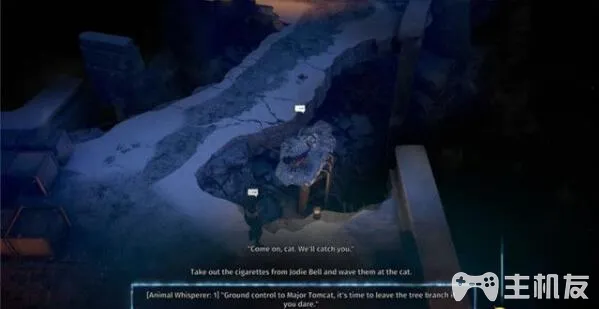 "Come on, cat. We'll catch you."
Take out the cigarettes from Jodie Bell and wave them at the cat.
[Animal Whisperer: 1] "Ground control to Major Tomcat, it's time to leave the tree branch
you dare."
主机友